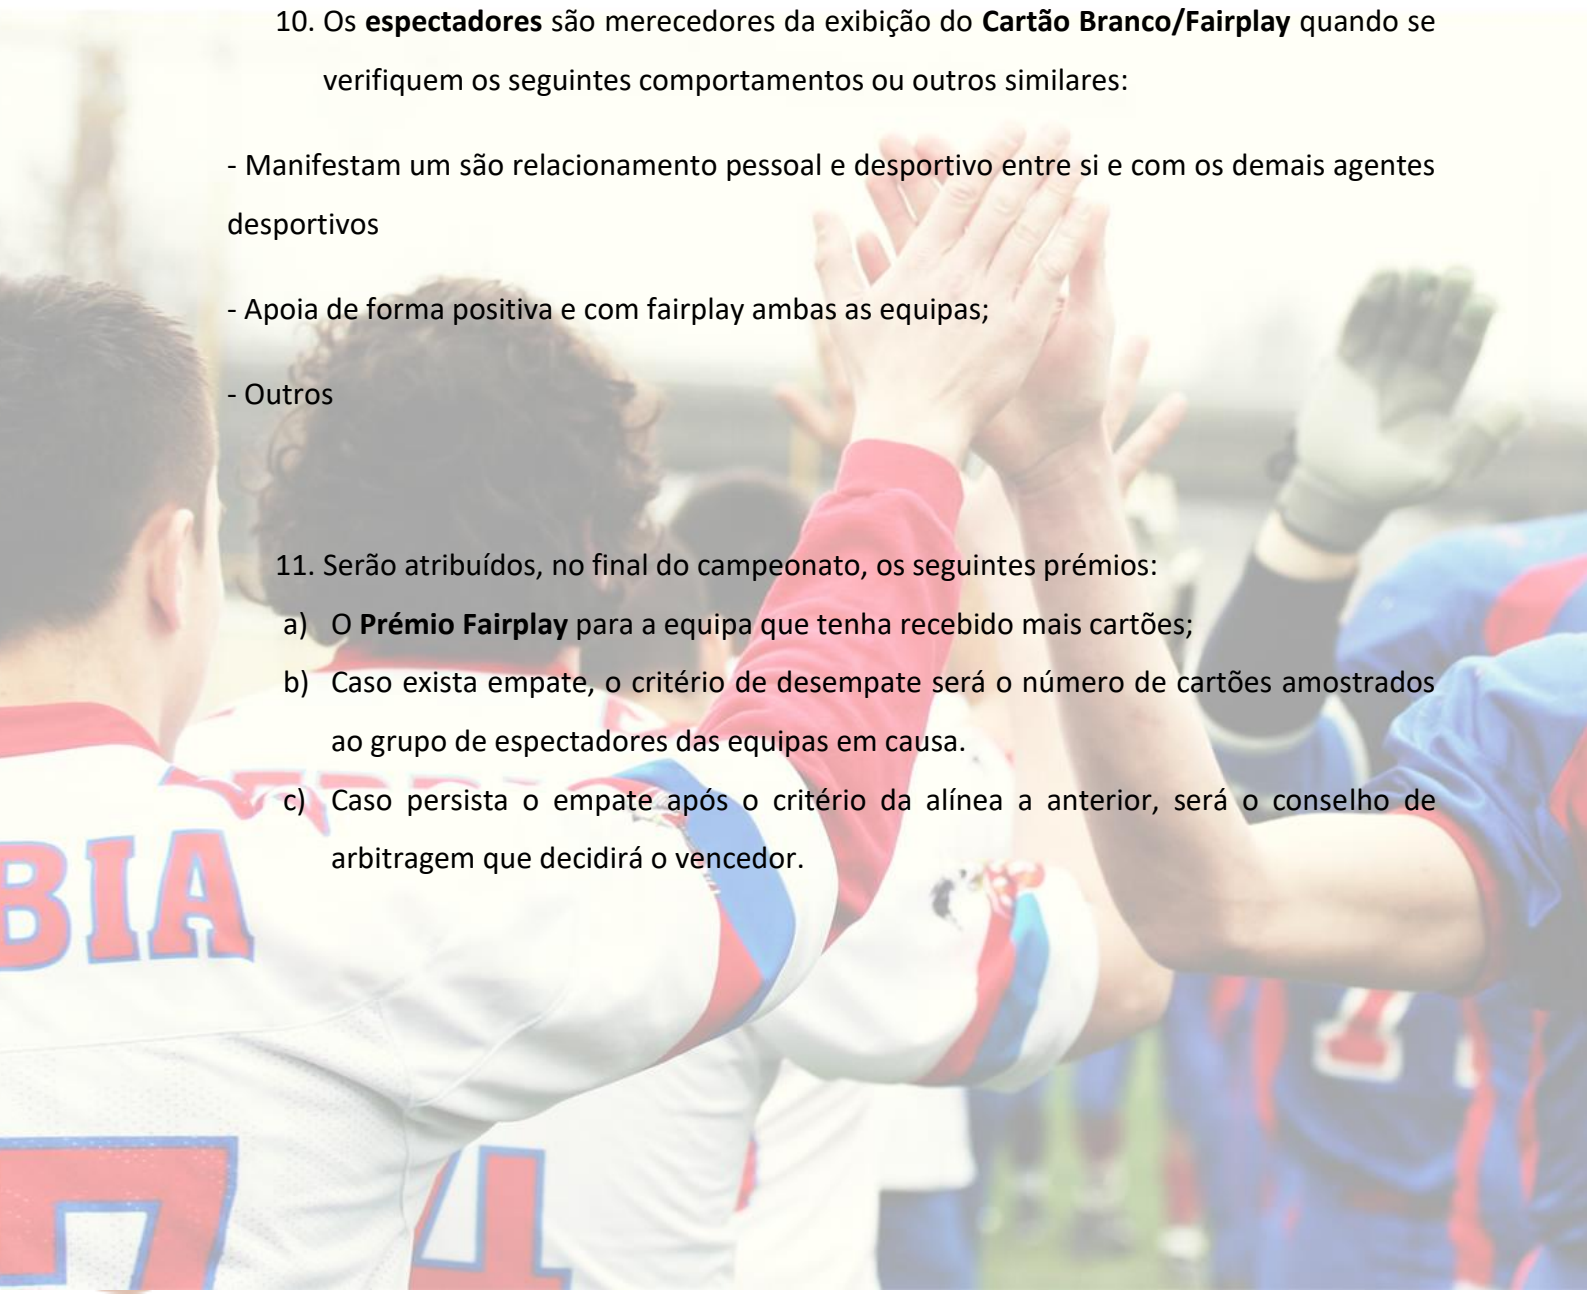 10. Os espectadores são merecedores da exibição do Cartão Branco/Fairplay quando se
verifiquem os seguintes comportamentos ou outros similares:
- Manifestam um são relacionamento pessoal e desportivo entre si e com os demais agentes
desportivos
- Apoia de forma positiva e com fairplay ambas as equipas;
- Outros
11. Serão atribuídos, no final do campeonato, os seguintes prémios:
a) O Prémio Fairplay para a equipa que tenha recebido mais cartões;
b) Caso exista empate, o critério de desempate será o número de cartões amostrados
ao grupo de espectadores das equipas em causa.
c) Caso persista o empate após o critério da alínea a anterior, será o conselho de
arbitragem que decidirá o vencedor.
BIA
4